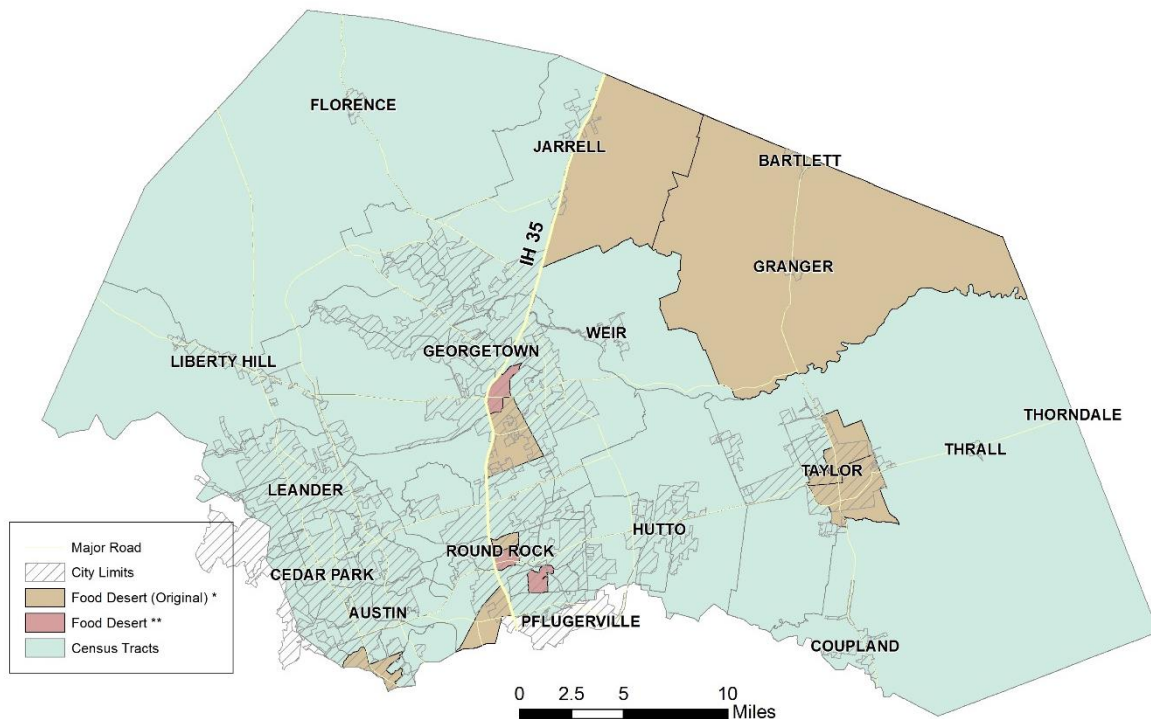 FLORENCE
JARRELL
BARTLETT
IH 35
GRANGER
WEIR
GEORGETOWN
LIBERTY HILL
THORNDALE
THRALL
TAYLOR
LEANDER
HUTTO
ROUND ROCK
CEDAR PARK
AUSTIN
PFLUGERVILLE
COUPLAND
Major Road
City Limits
Food Desert (Original) *
Food Desert **
Census Tracts
0 2.5 5 10
Miles